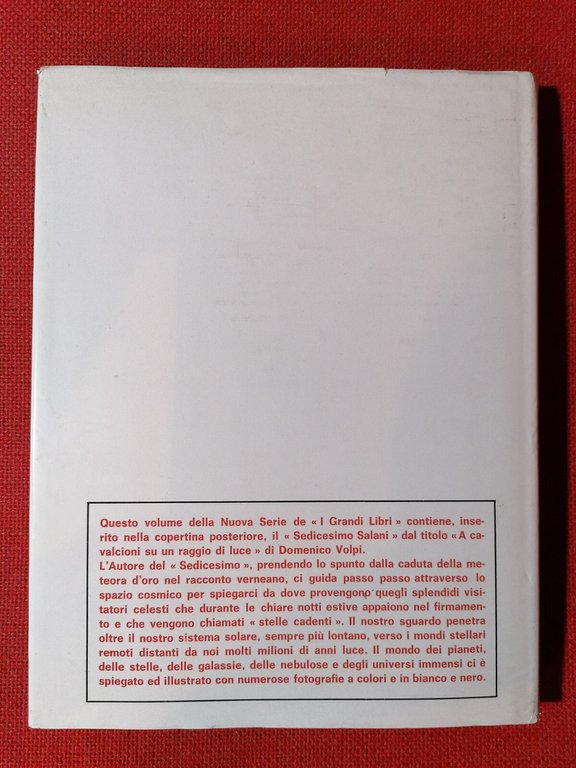 Questo volume della Nuova Serie de « I Grandi Libri » contiene, inse-
rito nella copertina posteriore, il « Sedicesimo Salani » dal titolo « A ca-
valcioni su un raggio di luce » di Domenico Volpi.
L'Autore del « Sedicesimo », prendendo lo spunto dalla caduta della me-
teora d'oro nel racconto verneano, ci guida passo passo attraverso lo
spazio cosmico per spiegarci da dove provengono quegli splendidi visi-
tatori celesti che durante le chiare notti estive appaiono nel firmamen-
to e che vengono chiamati « stelle cadenti ». Il nostro sguardo penetra
oltre il nostro sistema solare, sempre più lontano, verso i mondi stellari
remoti distanti da noi molti milioni di anni luce. Il mondo dei pianeti,
delle stelle, delle galassie, delle nebulose e degli universi immensi ci è
spiegato ed illustrato con numerose fotografie a colori e in bianco e nero.